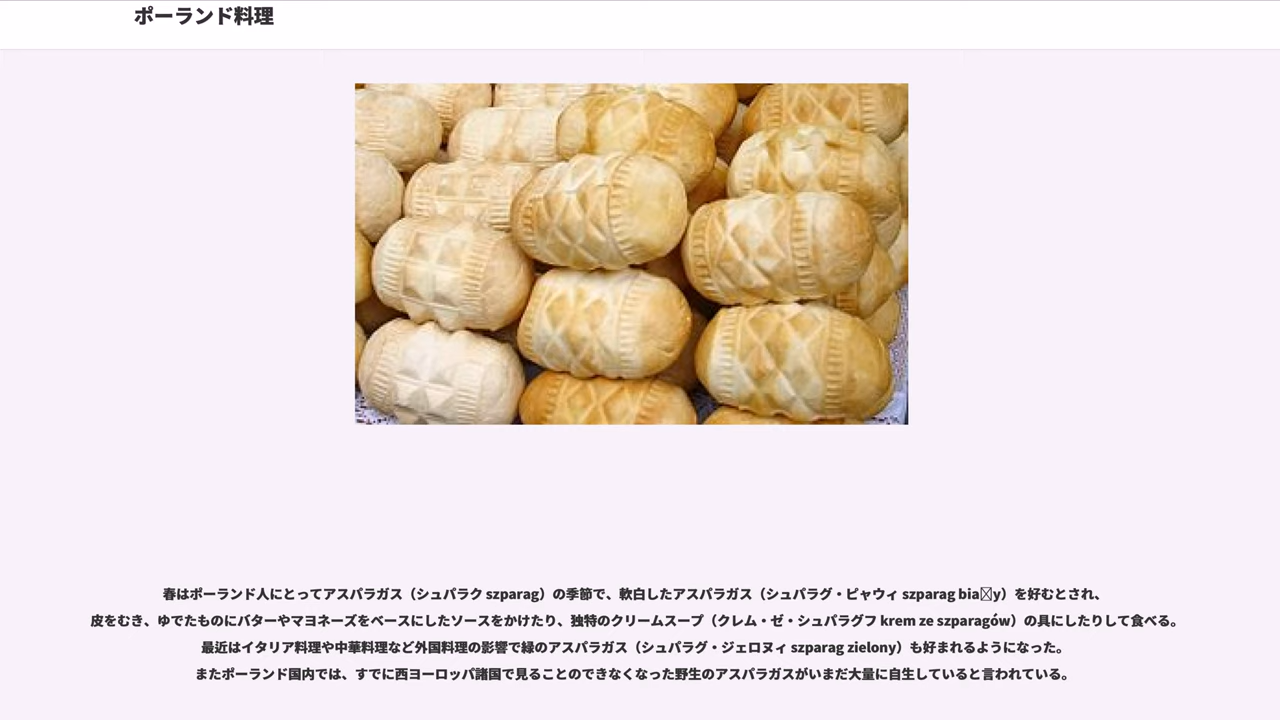 ポーランド料理
春はポーランド人にとってアスパラガス（シュパラク szparag）の季節で、軟白したアスパラガス（シュパラグ・ビャウィ szparag bia□y）を好むとされ、
皮をむき、ゆでたものにバターやマヨネーズをベースにしたソースをかけたり、独特のクリームスープ（クレム・ゼ・シュパラグフ krem ze szparagów）の具にしたりして食べる。
最近はイタリア料理や中華料理など外国料理の影響で緑のアスパラガス（シュパラグ・ジェロヌィ szparag zielony）も好まれるようになった。
またポーランド国内では、すでに西ヨーロッパ諸国で見ることのできなくなった野生のアスパラガスがいまだ大量に自生していると言われている。